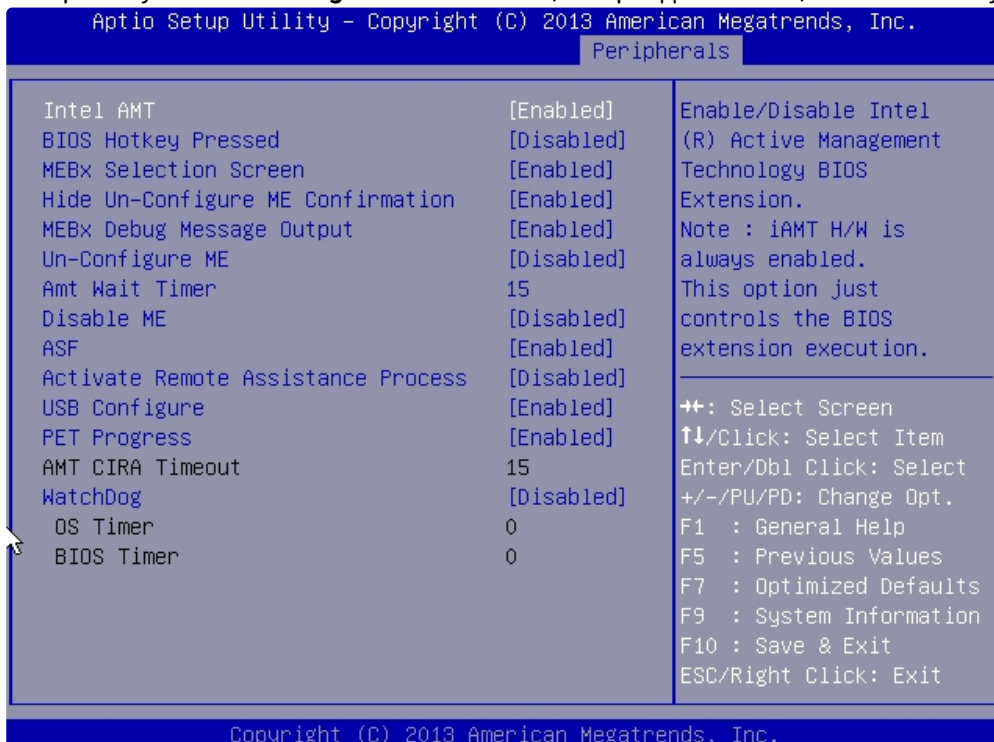 Aptio Setup Utility – Copyright (C) 2013 American Megatrends, Inc.
Peripherals
Intel AMT [Enabled]
BIOS Hotkey Pressed [Disabled]
MEBx Selection Screen [Enabled]
Hide Un-Configure ME Confirmation [Enabled]
MEBx Debug Message Output [Enabled]
Un-Configure ME [Disabled]
Amt Wait Timer 15
Disable ME [Disabled]
ASF [Enabled]
Activate Remote Assistance Process [Disabled]
USB Configure [Enabled]
PET Progress [Enabled]
AMT CIRA Timeout 15
WatchDog [Disabled]
OS Timer 0
BIOS Timer 0
Enable/Disable Intel
(R) Active Management
Technology BIOS
Extension.
Note : iAMT H/W is
always enabled.
This option just
controls the BIOS
extension execution.
→←: Select Screen
↑↓/Click: Select Item
Enter/Dbl Click: Select
+/-/PU/PD: Change Opt.
F1 : General Help
F5 : Previous Values
F7 : Optimized Defaults
F9 : System Information
F10 : Save & Exit
ESC/Right Click: Exit
Copyright (C) 2013 American Megatrends, Inc.